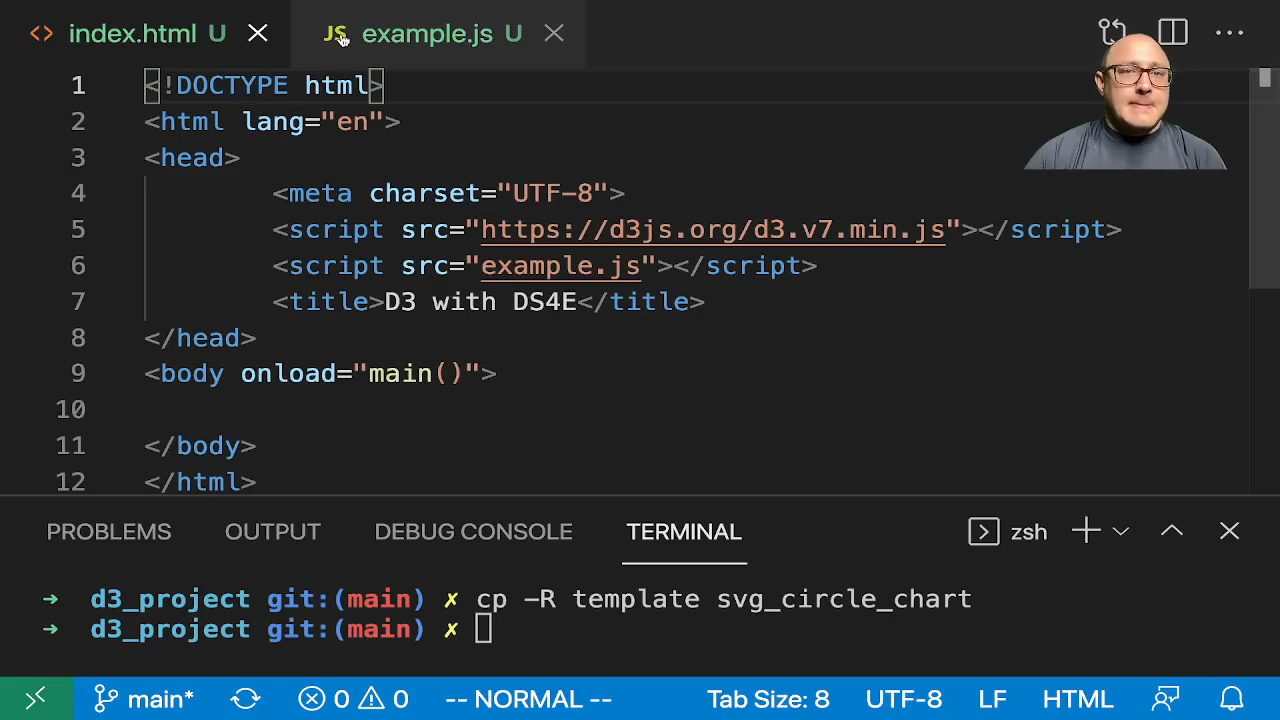 <> index.html U × JS example.js U × ...
1 <!DOCTYPE html>
2 <html lang="en">
3 <head>
4 <meta charset="UTF-8">
5 <script src="https://d3js.org/d3.v7.min.js"></script>
6 <script src="example.js"></script>
7 <title>D3 with DS4E</title>
8 </head>
9 <body onload="main()">
10
11 </body>
12 </html>
PROBLEMS OUTPUT DEBUG CONSOLE TERMINAL zsh
➜ d3_project git:(main) ✗ cp -R template svg_circle_chart
➜ d3_project git:(main) ✗
main* 0 0 -- NORMAL -- Tab Size: 8 UTF-8 LF HTML